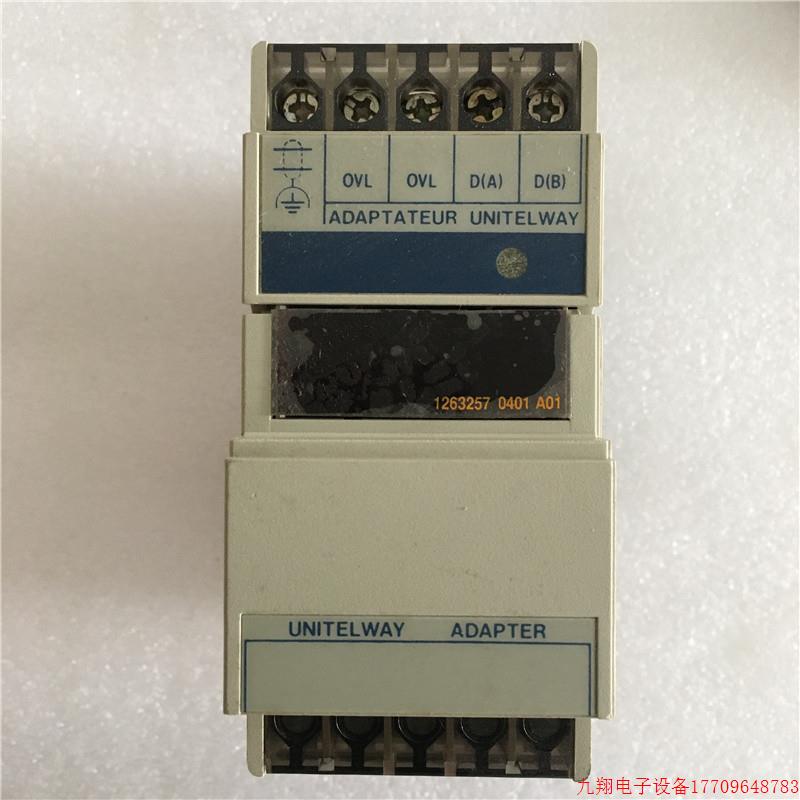 OVL OVL D(A) D(B)
ADAPTATEUR UNITELWAY
1263257 0401 A01
UNITELWAY ADAPTER
九翔电子设备17709648783